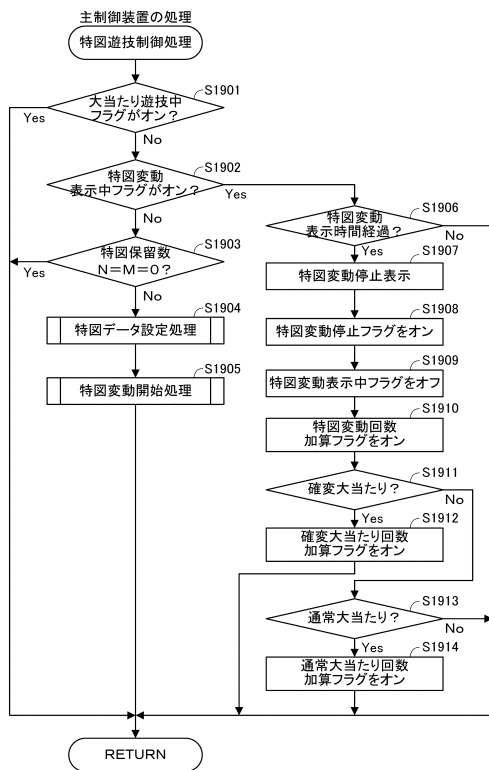 主制御装置の処理
特図遊技制御処理
S1901
大当たり遊技中
フラグがオン？
Yes
No
S1902
特図変動
表示中フラグがオン？
Yes
No
S1903
特図保留数
N＝M＝0？
Yes
No
S1904
特図データ設定処理
S1905
特図変動開始処理
S1906
特図変動
表示時間経過？
No
Yes
S1907
特図変動停止表示
S1908
特図変動停止フラグをオン
S1909
特図変動表示中フラグをオフ
S1910
特図変動回数
加算フラグをオン
S1911
確変大当たり？
No
Yes
S1912
確変大当たり回数
加算フラグをオン
S1913
通常大当たり？
No
Yes
S1914
通常大当たり回数
加算フラグをオン
RETURN